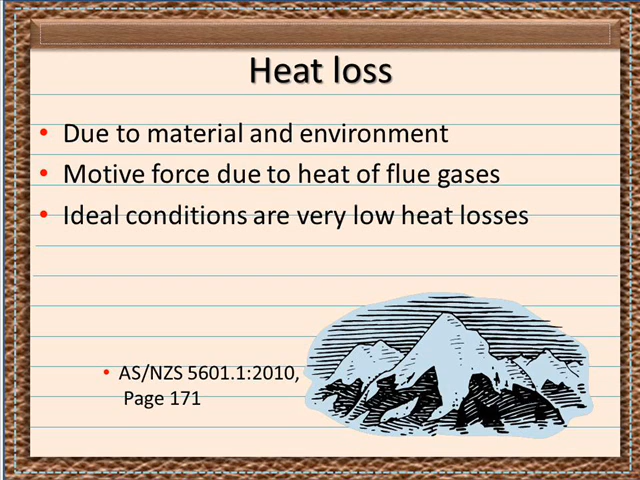 Heat loss
• Due to material and environment
• Motive force due to heat of flue gases
• Ideal conditions are very low heat losses
• AS/NZS 5601.1:2010,
Page 171